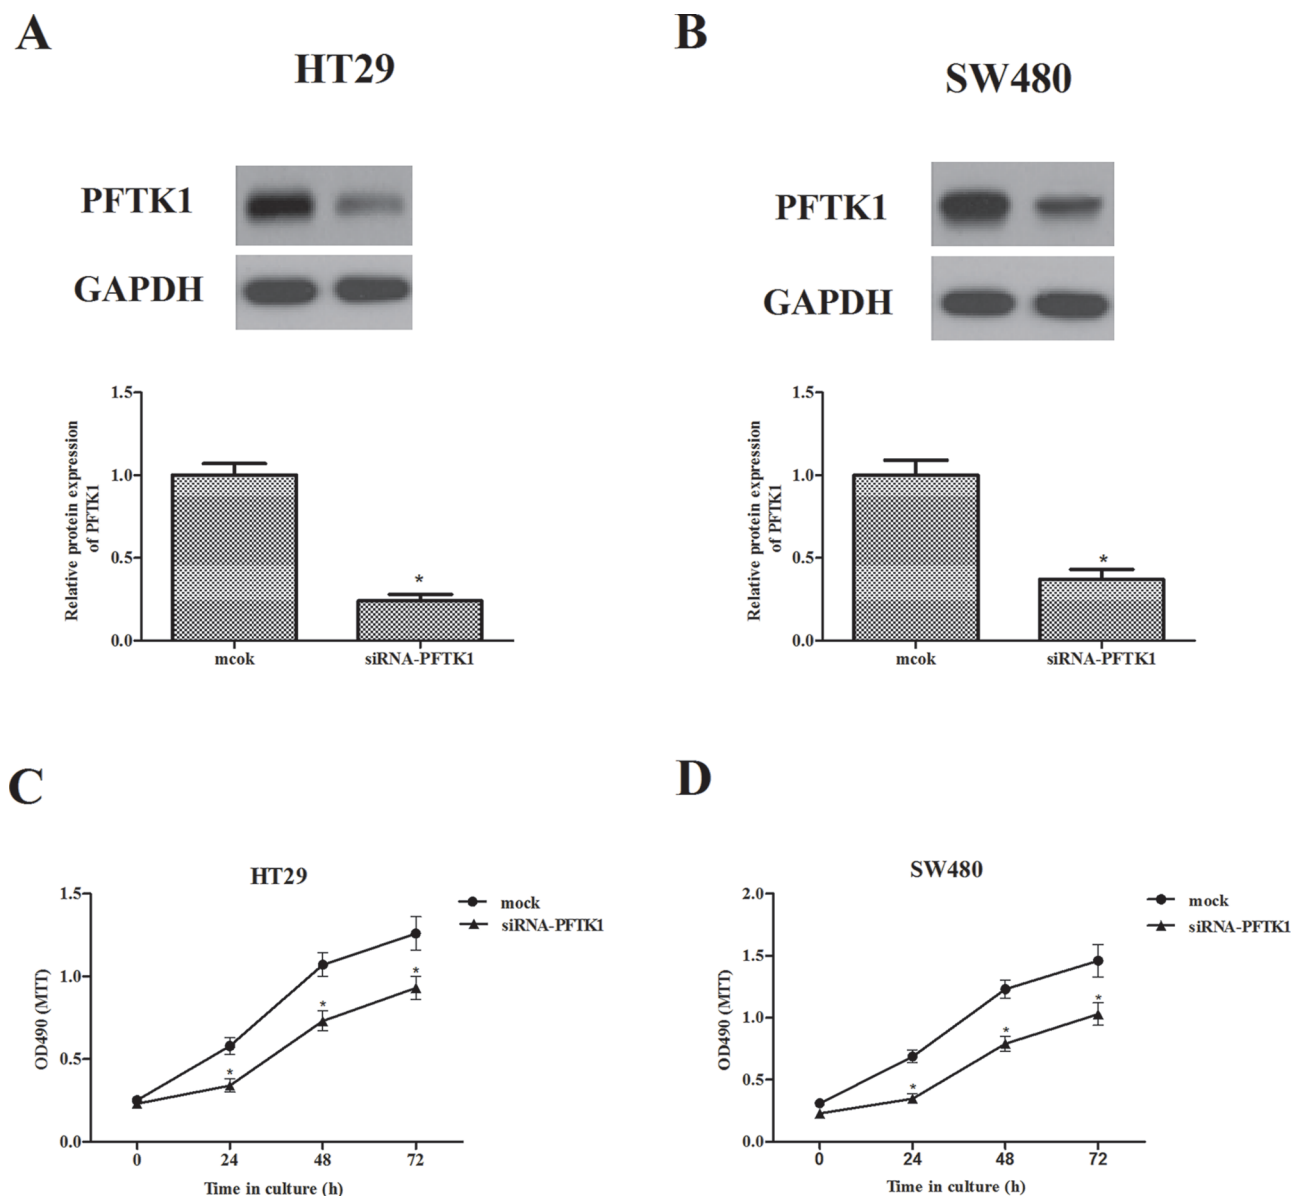 A
HT29
PFTK1
GAPDH
Relative protein expression
of PFTK1
1.5
1.0
0.5
0.0
*
mcok
siRNA-PFTK1
B
SW480
PFTK1
GAPDH
Relative protein expression
of PFTK1
1.5
1.0
0.5
0.0
*
mcok
siRNA-PFTK1
C
HT29
OD490 (MTT)
1.5
1.0
0.5
0.0
*
*
*
0 24 48 72
Time in culture (h)
mock
siRNA-PFTK1
D
SW480
OD490 (MTT)
2.0
1.5
1.0
0.5
0.0
*
*
*
0 24 48 72
Time in culture (h)
mock
siRNA-PFTK1